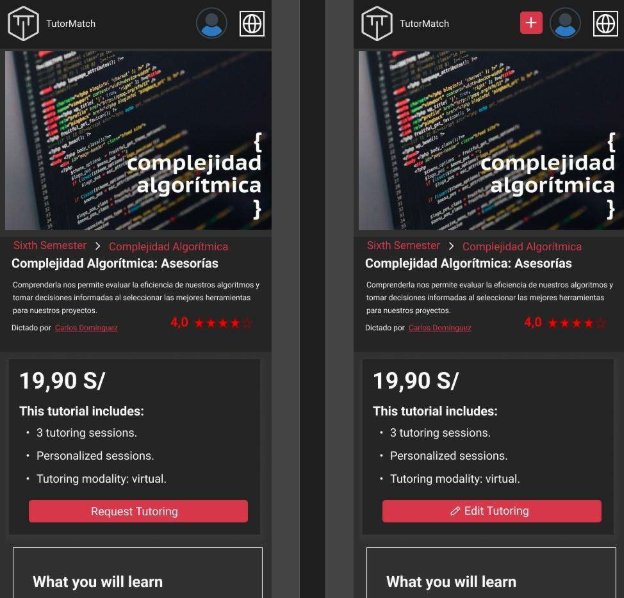 TutorMatch
{
complejidad
algorítmica
}
Sixth Semester > Complejidad Algorítmica
Complejidad Algorítmica: Asesorías
Comprenderla nos permite evaluar la eficiencia de nuestros algoritmos y
tomar decisiones informadas al seleccionar las mejores herramientas
para nuestros proyectos.
Dictado por Carlos Domínguez
4,0 ★★★★☆
19,90 S/
This tutorial includes:
• 3 tutoring sessions.
• Personalized sessions.
• Tutoring modality: virtual.
Request Tutoring
What you will learn
TutorMatch
+
{
complejidad
algorítmica
}
Sixth Semester > Complejidad Algorítmica
Complejidad Algorítmica: Asesorías
Comprenderla nos permite evaluar la eficiencia de nuestros algoritmos y
tomar decisiones informadas al seleccionar las mejores herramientas
para nuestros proyectos.
Dictado por Carlos Domínguez
4,0 ★★★★☆
19,90 S/
This tutorial includes:
• 3 tutoring sessions.
• Personalized sessions.
• Tutoring modality: virtual.
Edit Tutoring
What you will learn